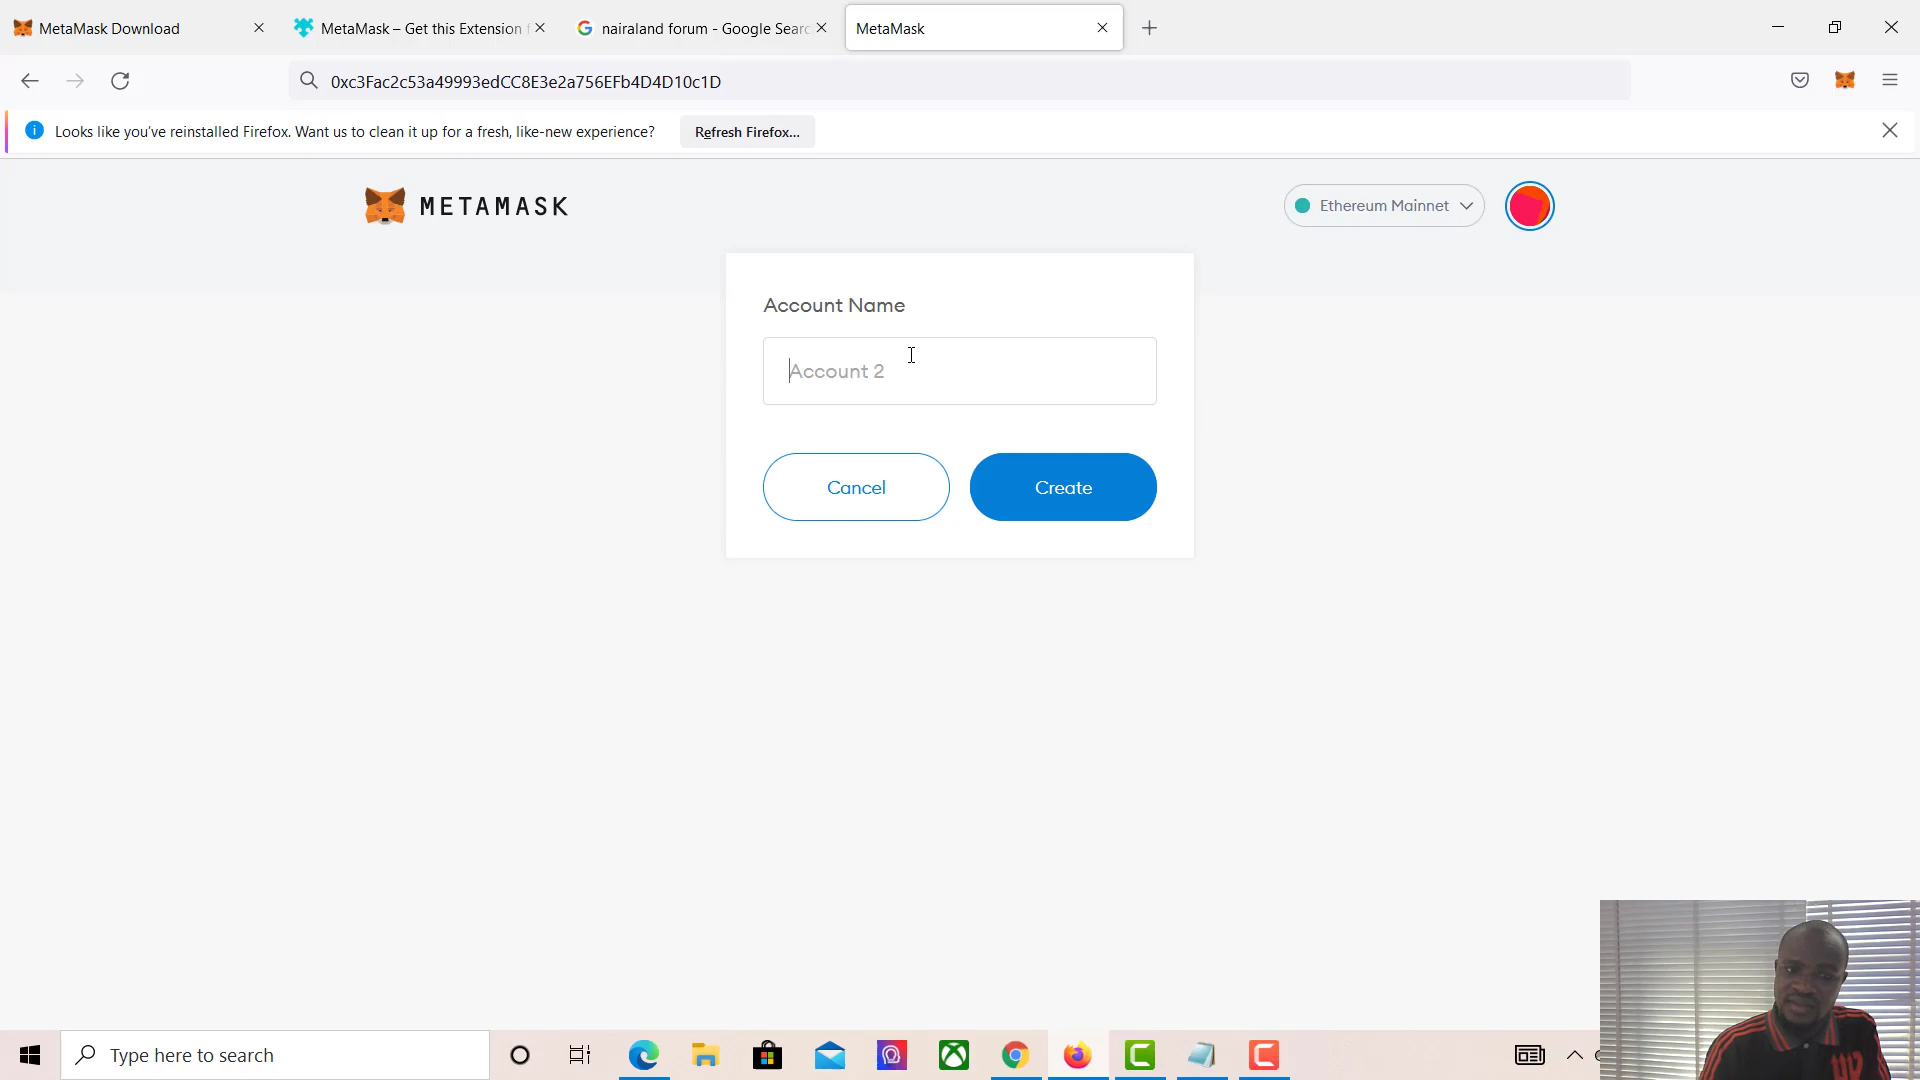 MetaMask Download
MetaMask – Get this Extension f
nairaland forum - Google Searc
MetaMask
0xc3Fac2c53a49993edCC8E3e2a756EFb4D4D10c1D
Looks like you've reinstalled Firefox. Want us to clean it up for a fresh, like-new experience?
Refresh Firefox...
METAMASK
Ethereum Mainnet
Account Name
Account 2
Cancel
Create
Type here to search